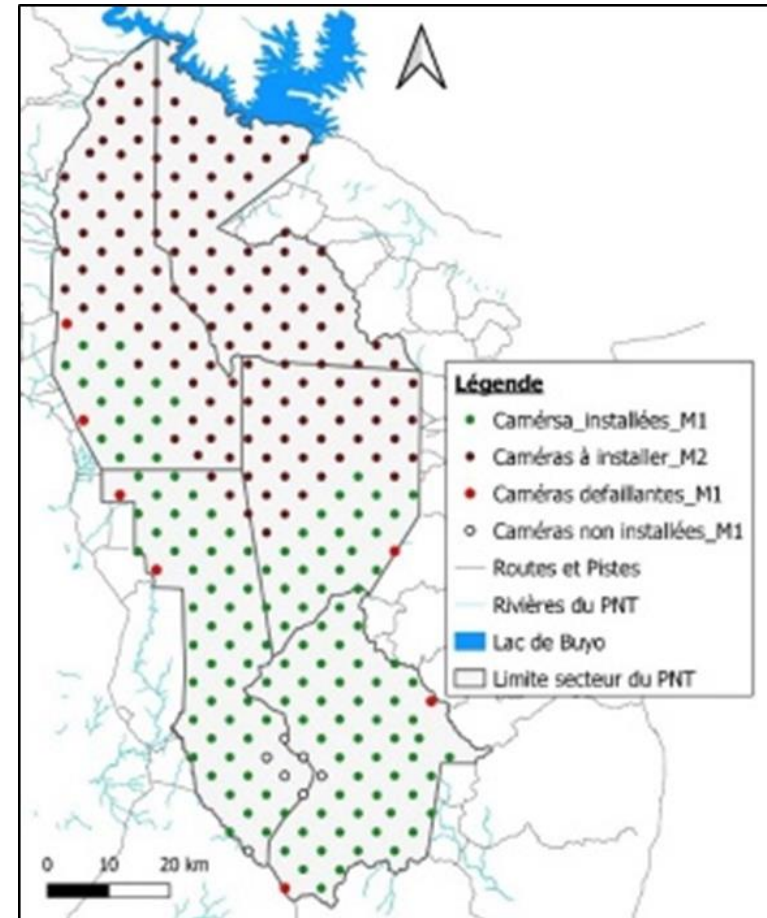 Légende
Camérsa_installées_M1
Caméras à installer_M2
Caméras defaillantes_M1
Caméras non installées_M1
Routes et Pistes
Rivières du PNT
Lac de Buyo
Limite secteur du PNT
0 10 20 km